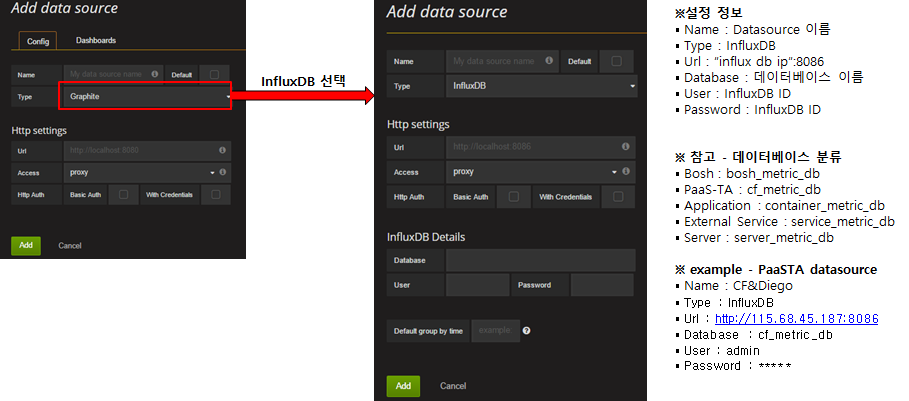 Add data source
Config
Dashboards
Name
My data source name
Default
Type
Graphite
Http settings
Url
http://localhost:8080
Access
proxy
Http Auth
Basic Auth
With Credentials
Add
Cancel
InfluxDB 선택
Add data source
Name
My data source name
Default
Type
InfluxDB
Http settings
Url
http://localhost:8086
Access
proxy
Http Auth
Basic Auth
With Credentials
InfluxDB Details
Database
User
Password
Default group by time
example:
Add
Cancel
※설정 정보
▪ Name : Datasource 이름
▪ Type : InfluxDB
▪ Url : "influx db ip":8086
▪ Database : 데이터베이스 이름
▪ User : InfluxDB ID
▪ Password : InfluxDB ID
※ 참고 - 데이터베이스 분류
▪ Bosh : bosh_metric_db
▪ PaaS-TA : cf_metric_db
▪ Application : container_metric_db
▪ External Service : service_metric_db
▪ Server : server_metric_db
※ example - PaaSTA datasource
▪ Name : CF&Diego
▪ Type : InfluxDB
▪ Url : http://115.68.45.187:8086
▪ Database : cf_metric_db
▪ User : admin
▪ Password : *****